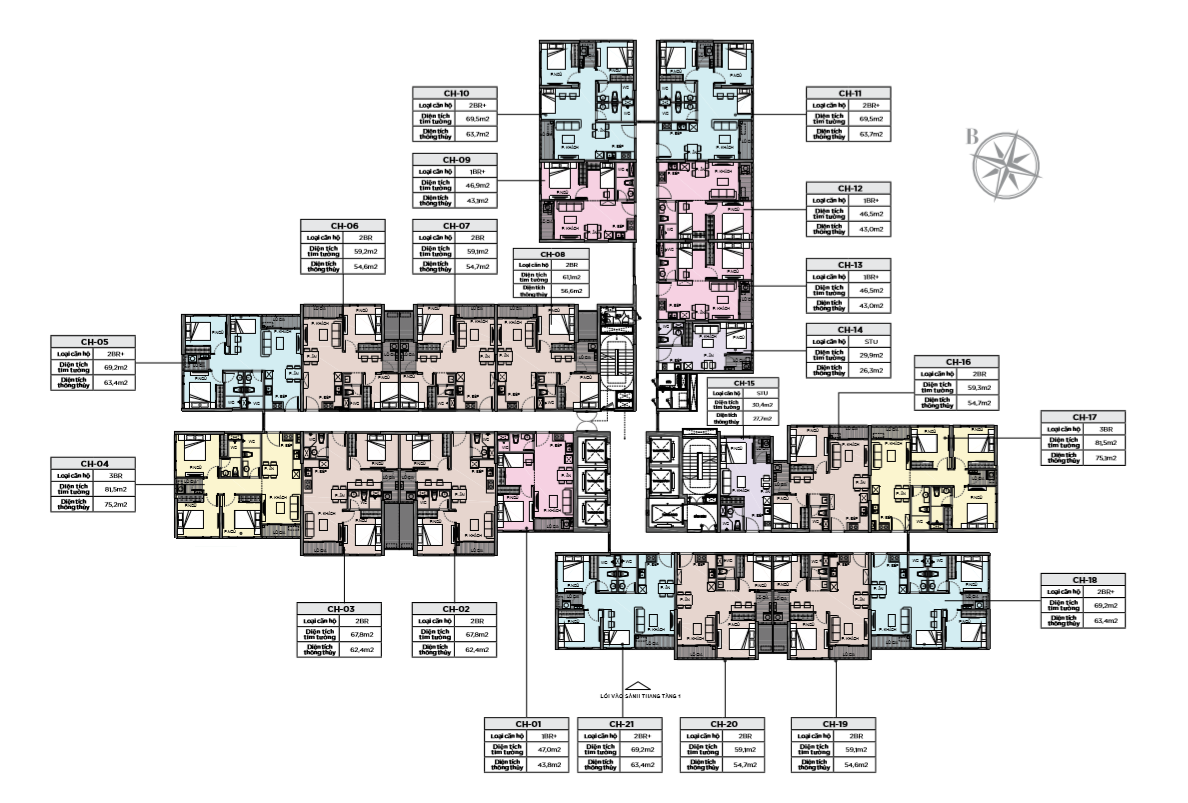 CH-10
Loại căn hộ 2BR+
Diện tích tim tường 69,5m2
Diện tích thông thủy 63,7m2
CH-11
Loại căn hộ 2BR+
Diện tích tim tường 69,5m2
Diện tích thông thủy 63,7m2
B
CH-09
Loại căn hộ 1BR+
Diện tích tim tường 46,9m2
Diện tích thông thủy 43,1m2
CH-12
Loại căn hộ 1BR+
Diện tích tim tường 46,5m2
Diện tích thông thủy 43,0m2
CH-06
Loại căn hộ 2BR
Diện tích tim tường 59,2m2
Diện tích thông thủy 54,6m2
CH-07
Loại căn hộ 2BR
Diện tích tim tường 59,1m2
Diện tích thông thủy 54,7m2
CH-08
Loại căn hộ 2BR
Diện tích tim tường 61,1m2
Diện tích thông thủy 56,6m2
CH-13
Loại căn hộ 1BR+
Diện tích tim tường 46,5m2
Diện tích thông thủy 43,0m2
CH-14
Loại căn hộ STU
Diện tích tim tường 29,9m2
Diện tích thông thủy 26,3m2
CH-05
Loại căn hộ 2BR+
Diện tích tim tường 69,2m2
Diện tích thông thủy 63,4m2
CH-16
Loại căn hộ 2BR
Diện tích tim tường 59,3m2
Diện tích thông thủy 54,7m2
CH-15
Loại căn hộ STU
Diện tích tim tường 30,4m2
Diện tích thông thủy 27,7m2
CH-17
Loại căn hộ 3BR
Diện tích tim tường 81,5m2
Diện tích thông thủy 75,1m2
CH-04
Loại căn hộ 3BR
Diện tích tim tường 81,5m2
Diện tích thông thủy 75,2m2
CH-18
Loại căn hộ 2BR+
Diện tích tim tường 69,2m2
Diện tích thông thủy 63,4m2
CH-03
Loại căn hộ 2BR
Diện tích tim tường 67,8m2
Diện tích thông thủy 62,4m2
CH-02
Loại căn hộ 2BR
Diện tích tim tường 67,8m2
Diện tích thông thủy 62,4m2
LỐI VÀO SẢNH THANG TẦNG 1
CH-01
Loại căn hộ 1BR+
Diện tích tim tường 47,0m2
Diện tích thông thủy 43,8m2
CH-21
Loại căn hộ 2BR+
Diện tích tim tường 69,2m2
Diện tích thông thủy 63,4m2
CH-20
Loại căn hộ 2BR
Diện tích tim tường 59,1m2
Diện tích thông thủy 54,7m2
CH-19
Loại căn hộ 2BR
Diện tích tim tường 59,1m2
Diện tích thông thủy 54,6m2